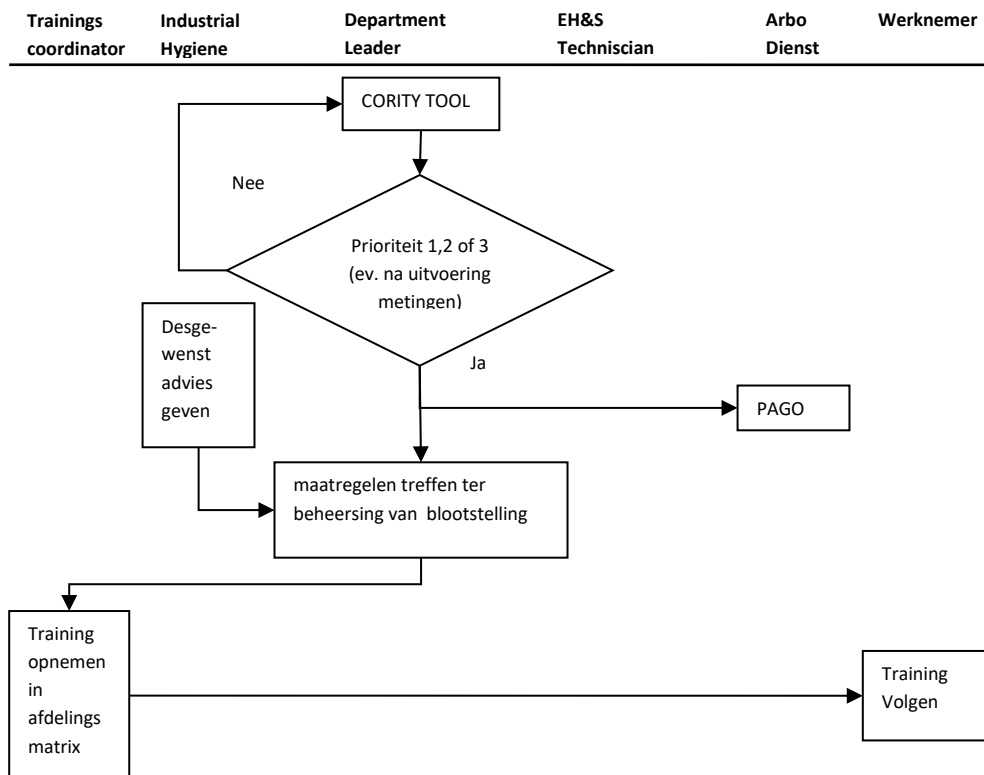 Trainings coordinator
Industrial Hygiene
Department Leader
EH&S Techniscian
Arbo Dienst
Werknemer
CORITY TOOL
Nee
Prioriteit 1,2 of 3
(ev. na uitvoering
metingen)
Desge-
wenst
advies
geven
Ja
PAGO
maatregelen treffen ter
beheersing van blootstelling
Training
opnemen
in
afdelings
matrix
Training
Volgen